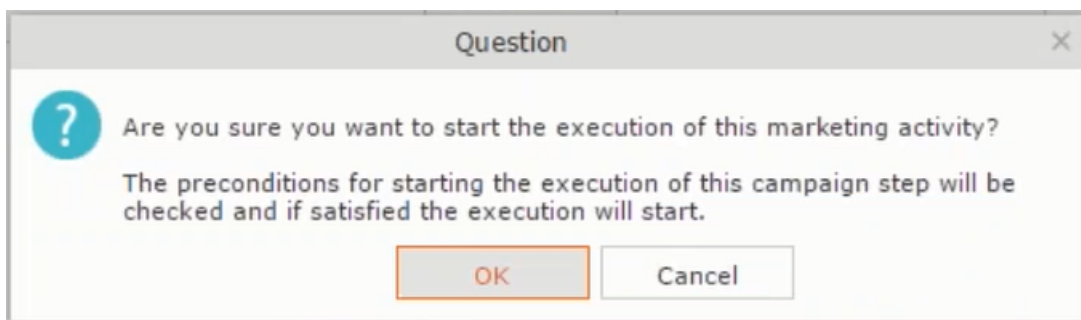 Question
Are you sure you want to start the execution of this marketing activity?
The preconditions for starting the execution of this campaign step will be
checked and if satisfied the execution will start.
OK
Cancel